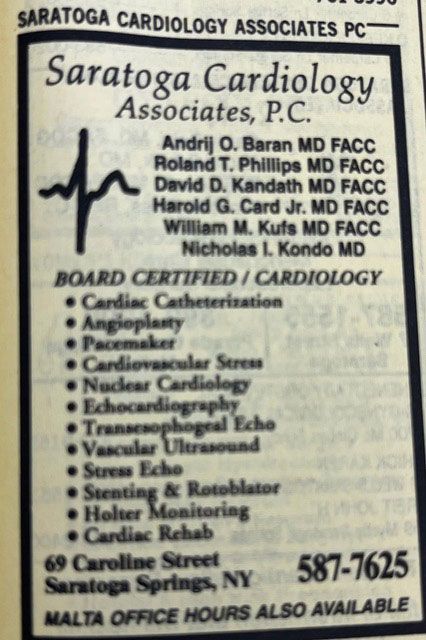 SARATOGA CARDIOLOGY ASSOCIATES PC
Saratoga Cardiology
Associates, P.C.
Andrij O. Baran MD FACC
Roland T. Phillips MD FACC
David D. Kandath MD FACC
Harold G. Card Jr. MD FACC
William M. Kufs MD FACC
Nicholas I. Kondo MD
BOARD CERTIFIED / CARDIOLOGY
• Cardiac Catheterization
• Angioplasty
• Pacemaker
• Cardiovascular Stress
• Nuclear Cardiology
• Echocardiography
• Transesophogeal Echo
• Vascular Ultrasound
• Stress Echo
• Stenting & Rotoblator
• Holter Monitoring
• Cardiac Rehab
69 Caroline Street
Saratoga Springs, NY
587-7625
MALTA OFFICE HOURS ALSO AVAILABLE